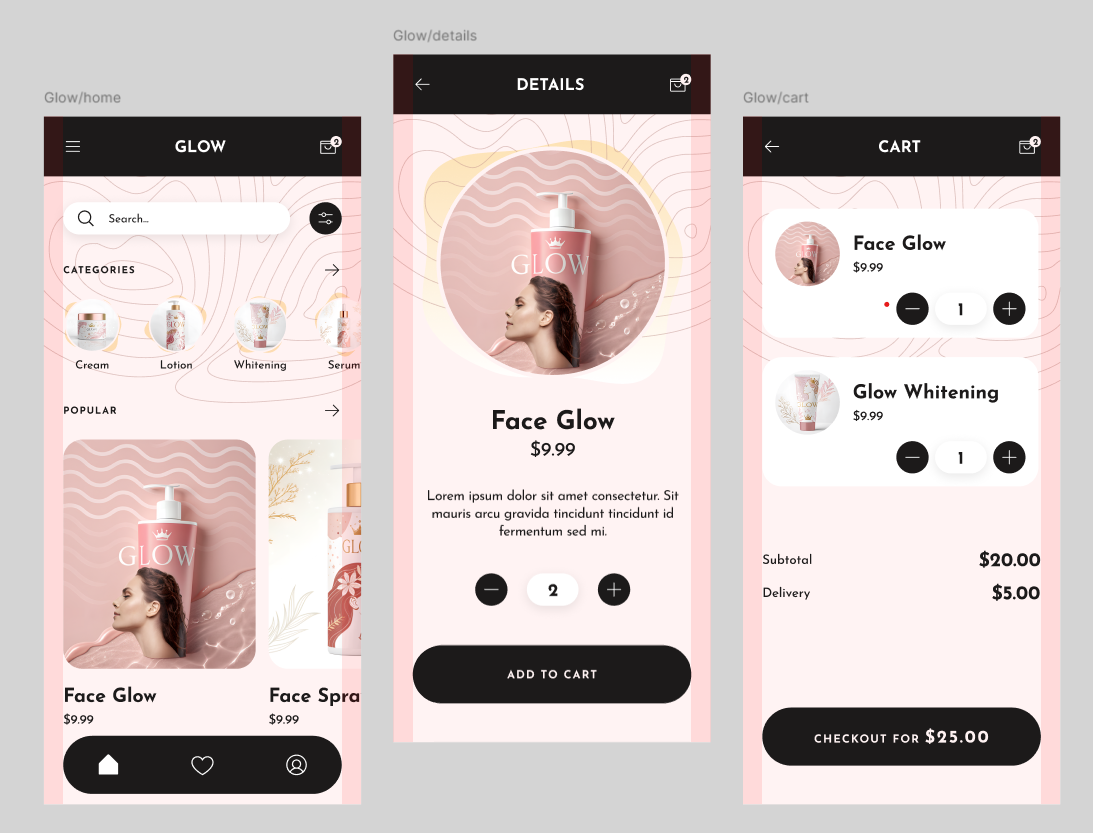 Glow/home
GLOW
2
Search...
CATEGORIES
Cream
Lotion
Whitening
Serum
POPULAR
GLOW
Face Glow
$9.99
Face Spra
$9.99
Glow/details
DETAILS
2
GLOW
Face Glow
$9.99
Lorem ipsum dolor sit amet consectetur. Sit
mauris arcu gravida tincidunt tincidunt id
fermentum sed mi.
2
ADD TO CART
Glow/cart
CART
2
Face Glow
$9.99
1
Glow Whitening
$9.99
1
Subtotal
$20.00
Delivery
$5.00
CHECKOUT FOR $25.00